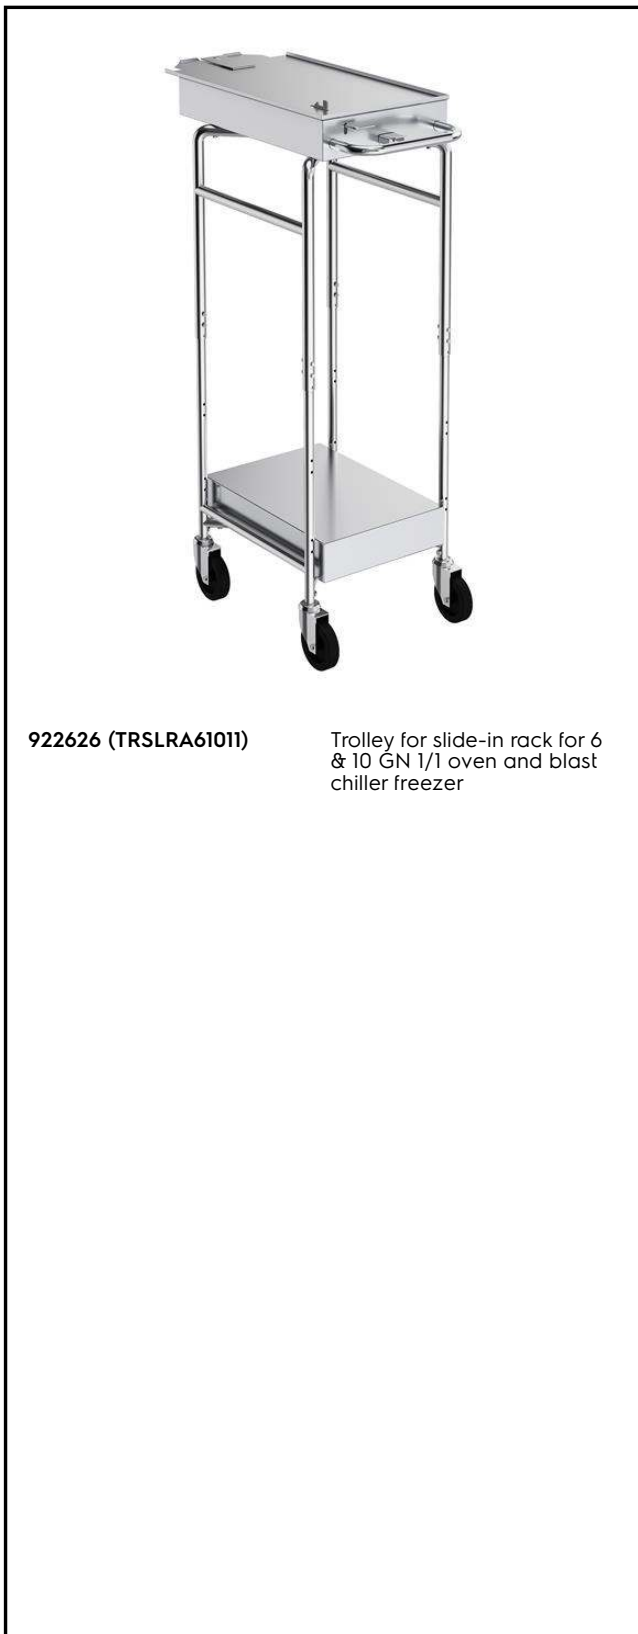 922626 (TRSLRA61011)
Trolley for slide-in rack for 6
& 10 GN 1/1 oven and blast
chiller freezer